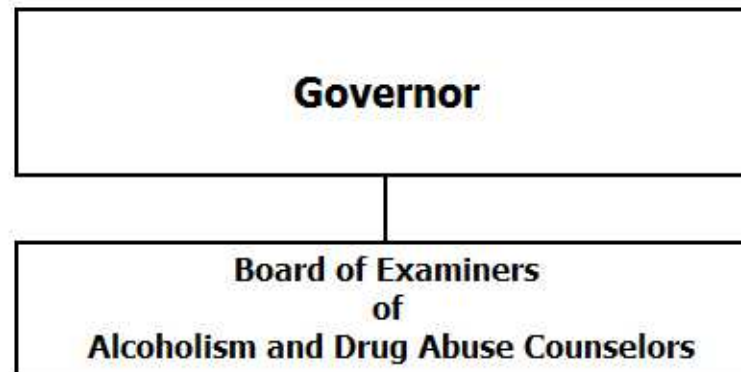 Governor
Board of Examiners
of
Alcoholism and Drug Abuse Counselors